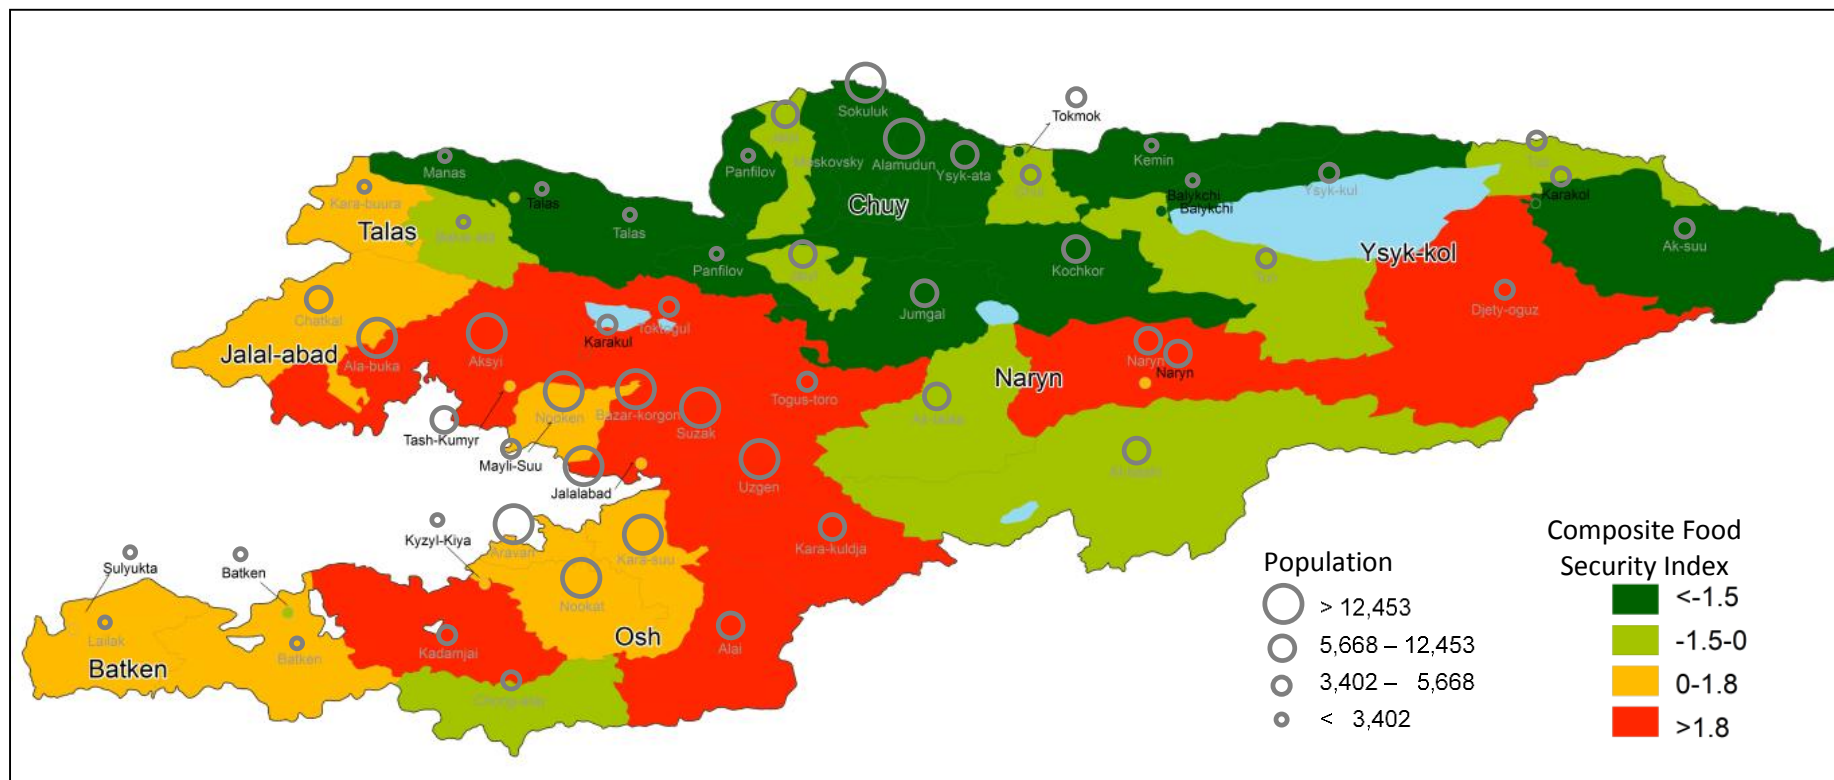 Sokuluk
Tokmok
Manas
Panfilov
Moskovsky
Alamudun
Ysyk-ata
Kemin
Kara-buura
Talas
Balykchi
Balykchi
Ysyk-kul
Karakol
Talas
Talas
Chuy
Panfilov
Kochkor
Ysyk-kol
Ak-suu
Chatkal
Jumgal
Djety-oguz
Toktogul
Karakul
Jalal-abad
Ala-buka
Aksyi
Naryn
Naryn
Naryn
Togus-toro
Nooken
Bazar-korgon
Suzak
Tash-Kumyr
Mayli-Suu
Jalalabad
Uzgen
Kyzyl-Kiya
Aravan
Kara-suu
Kara-kuldja
Sulyukta
Batken
Nookat
Osh
Lailak
Batken
Batken
Kadamjai
Alai
Population
> 12,453
5,668 – 12,453
3,402 – 5,668
< 3,402
Composite Food
Security Index
<-1.5
-1.5-0
0-1.8
>1.8